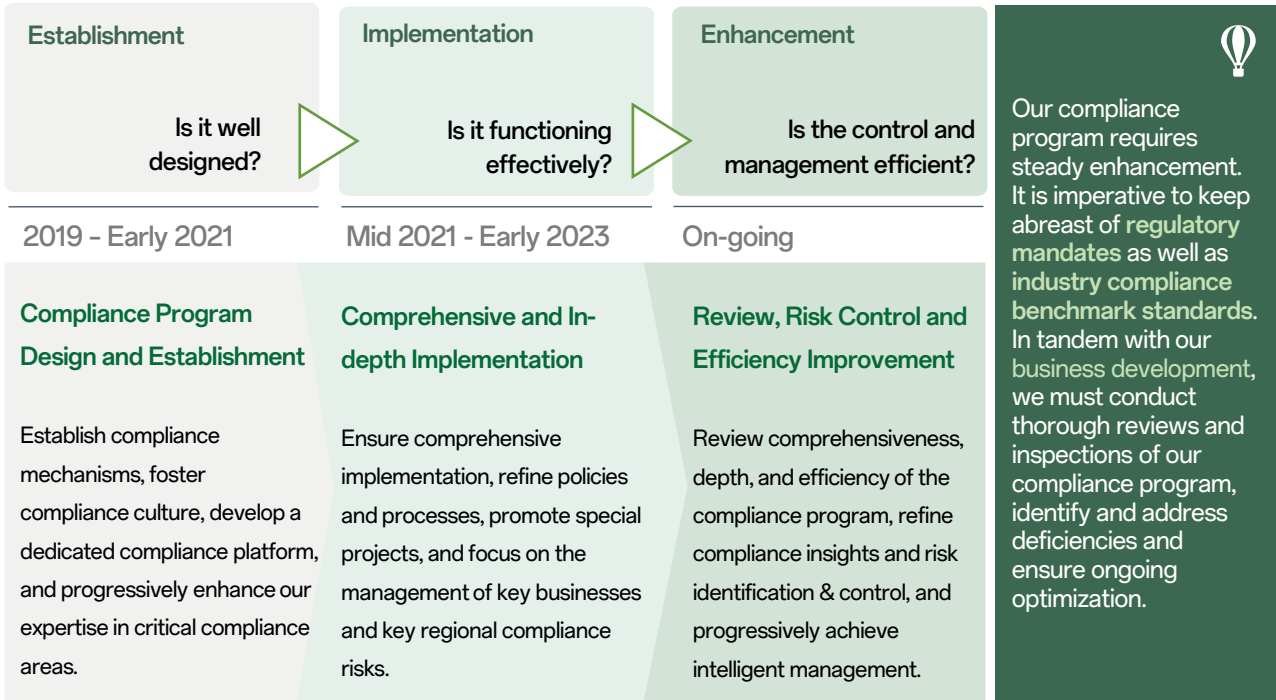 Establishment
Is it well
designed?
Implementation
Is it functioning
effectively?
Enhancement
Is the control and
management efficient?
2019 – Early 2021
Mid 2021 - Early 2023
On-going
Compliance Program
Design and Establishment
Establish compliance
mechanisms, foster
compliance culture, develop a
dedicated compliance platform,
and progressively enhance our
expertise in critical compliance
areas.
Comprehensive and In-
depth Implementation
Ensure comprehensive
implementation, refine policies
and processes, promote special
projects, and focus on the
management of key businesses
and key regional compliance
risks.
Review, Risk Control and
Efficiency Improvement
Review comprehensiveness,
depth, and efficiency of the
compliance program, refine
compliance insights and risk
identification & control, and
progressively achieve
intelligent management.
Our compliance
program requires
steady enhancement.
It is imperative to keep
abreast of regulatory
mandates as well as
industry compliance
benchmark standards.
In tandem with our
business development,
we must conduct
thorough reviews and
inspections of our
compliance program,
identify and address
deficiencies and
ensure ongoing
optimization.